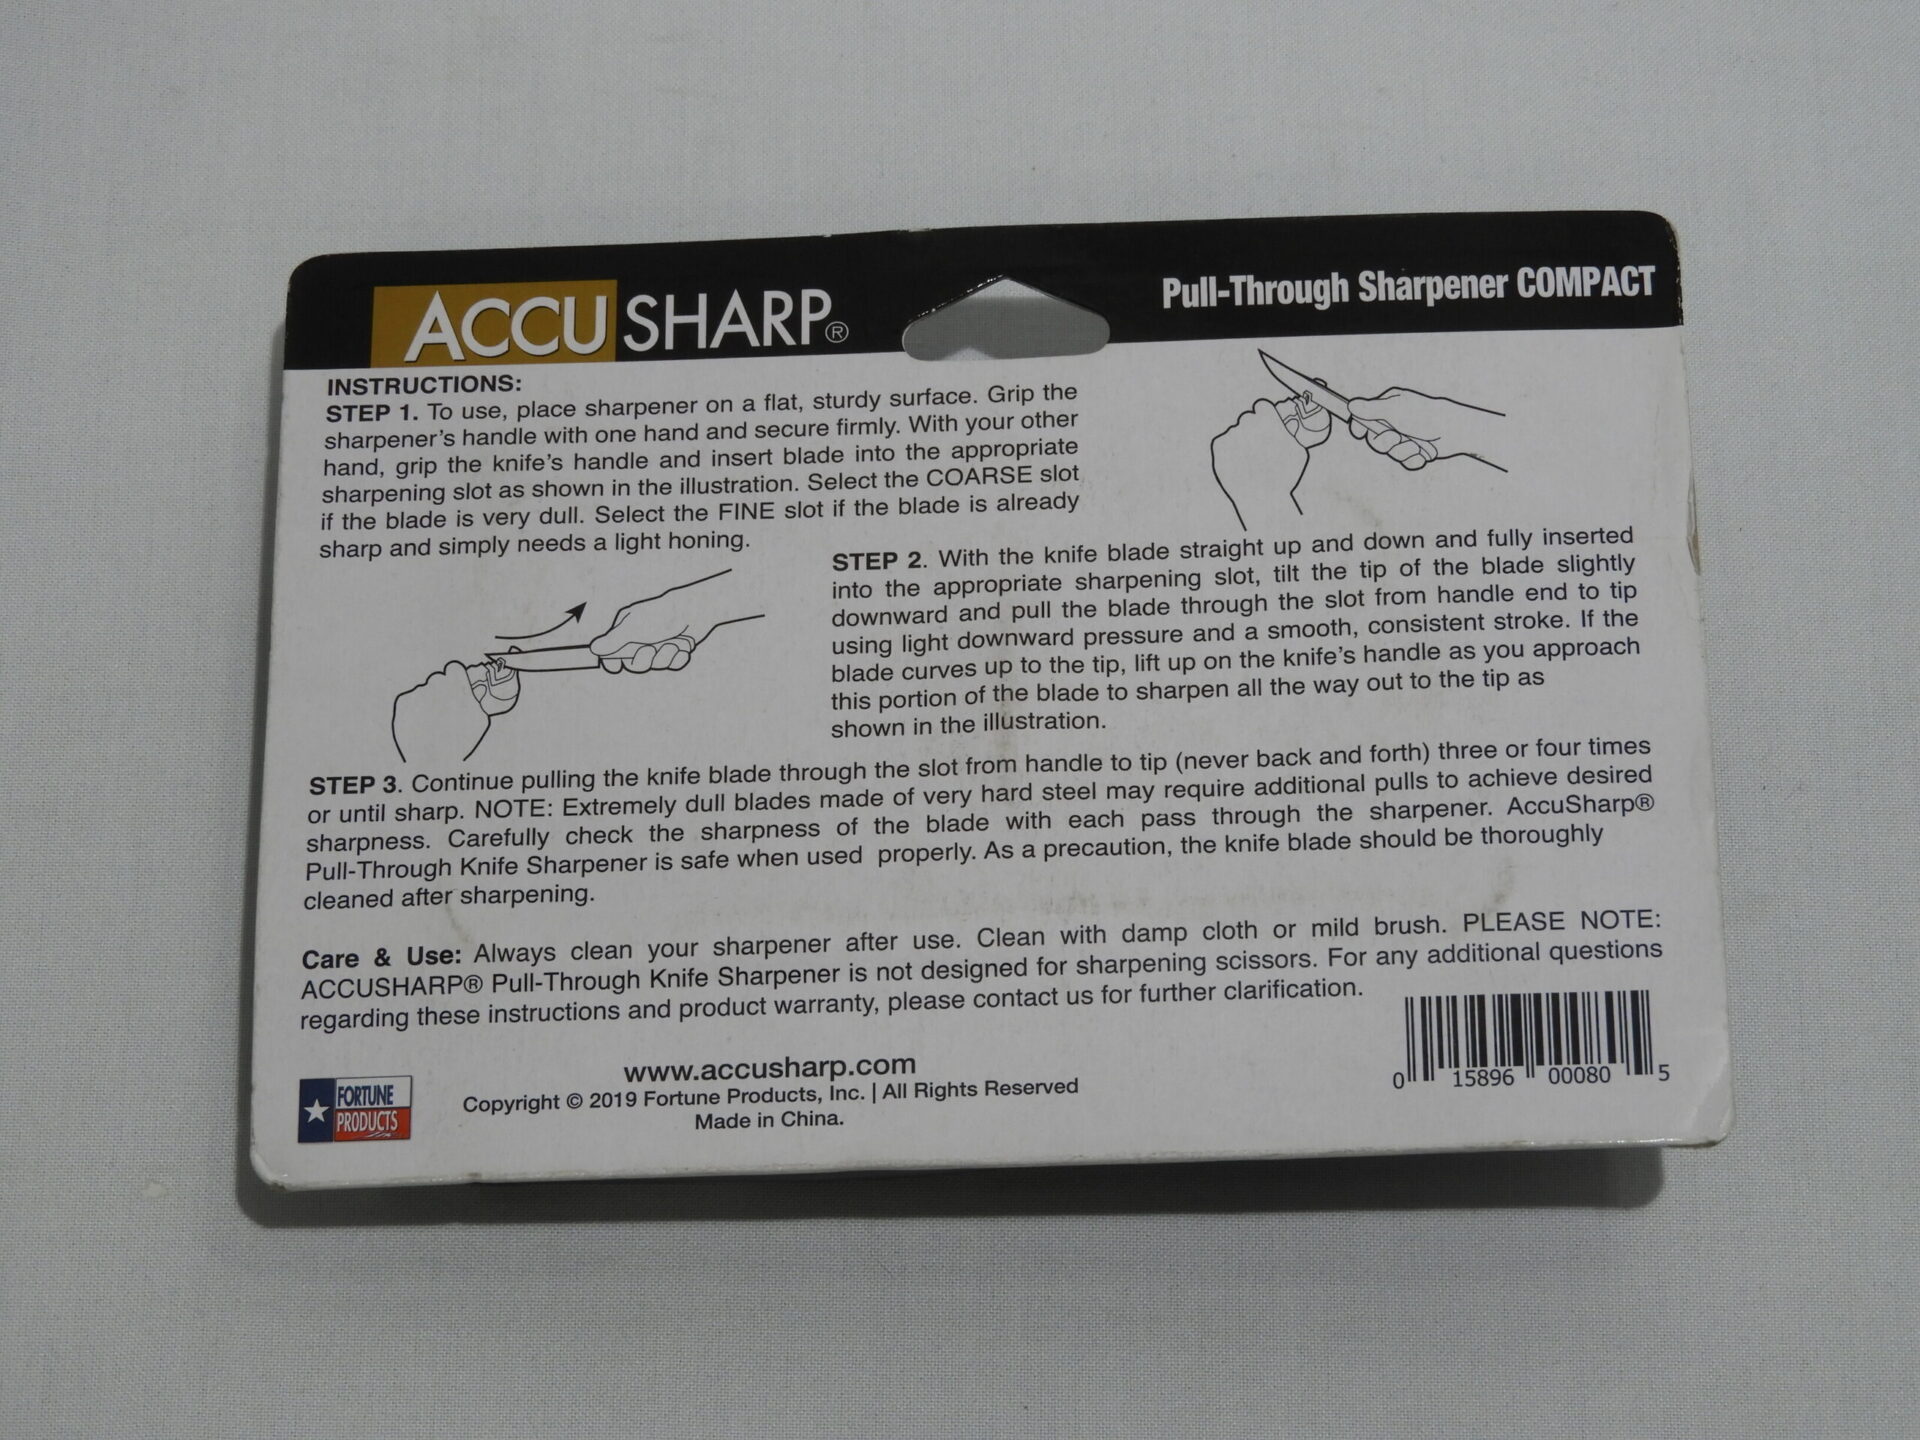 ACCUSHARP®
Pull-Through Sharpener COMPACT
INSTRUCTIONS:
STEP 1. To use, place sharpener on a flat, sturdy surface. Grip the
sharpener's handle with one hand and secure firmly. With your other
hand, grip the knife's handle and insert blade into the appropriate
sharpening slot as shown in the illustration. Select the COARSE slot
if the blade is very dull. Select the FINE slot if the blade is already
sharp and simply needs a light honing.
STEP 2. With the knife blade straight up and down and fully inserted
into the appropriate sharpening slot, tilt the tip of the blade slightly
downward and pull the blade through the slot from handle end to tip
using light downward pressure and a smooth, consistent stroke. If the
blade curves up to the tip, lift up on the knife's handle as you approach
this portion of the blade to sharpen all the way out to the tip as
shown in the illustration.
STEP 3. Continue pulling the knife blade through the slot from handle to tip (never back and forth) three or four times
or until sharp. NOTE: Extremely dull blades made of very hard steel may require additional pulls to achieve desired
sharpness. Carefully check the sharpness of the blade with each pass through the sharpener. AccuSharp®
Pull-Through Knife Sharpener is safe when used properly. As a precaution, the knife blade should be thoroughly
cleaned after sharpening.
Care & Use: Always clean your sharpener after use. Clean with damp cloth or mild brush. PLEASE NOTE:
ACCUSHARP® Pull-Through Knife Sharpener is not designed for sharpening scissors. For any additional questions
regarding these instructions and product warranty, please contact us for further clarification.
www.accusharp.com
Copyright © 2019 Fortune Products, Inc. | All Rights Reserved
Made in China.
FORTUNE
PRODUCTS
0 15896 00080 5